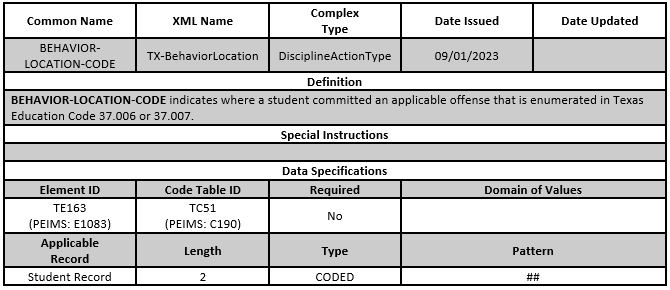 Common Name XML Name Complex Type Date Issued Date Updated
BEHAVIOR-LOCATION-CODE TX-BehaviorLocation DisciplineActionType 09/01/2023
Definition
BEHAVIOR-LOCATION-CODE indicates where a student committed an applicable offense that is enumerated in Texas
Education Code 37.006 or 37.007.
Special Instructions
Data Specifications
Element ID Code Table ID Required Domain of Values
TE163 TC51 No
(PEIMS: E1083) (PEIMS: C190)
Applicable Record Length Type Pattern
Student Record 2 CODED ##